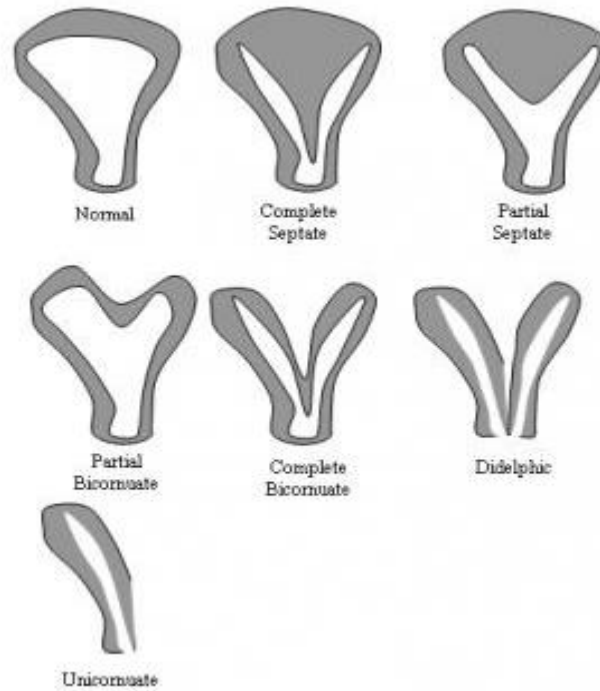 Normal
Complete
Septate
Partial
Septate
Partial
Bicornuate
Complete
Bicornuate
Didelphic
Unicornuate